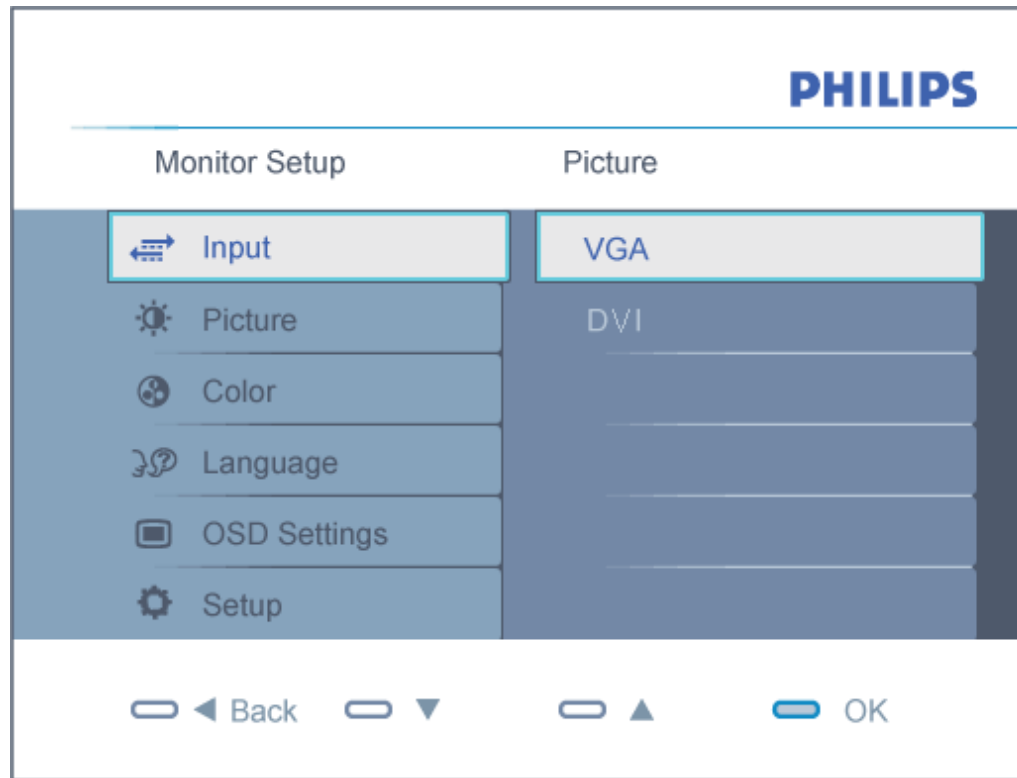 PHILIPS
Monitor Setup Picture
Input VGA
Picture DVI
Color
Language
OSD Settings
Setup
Back OK